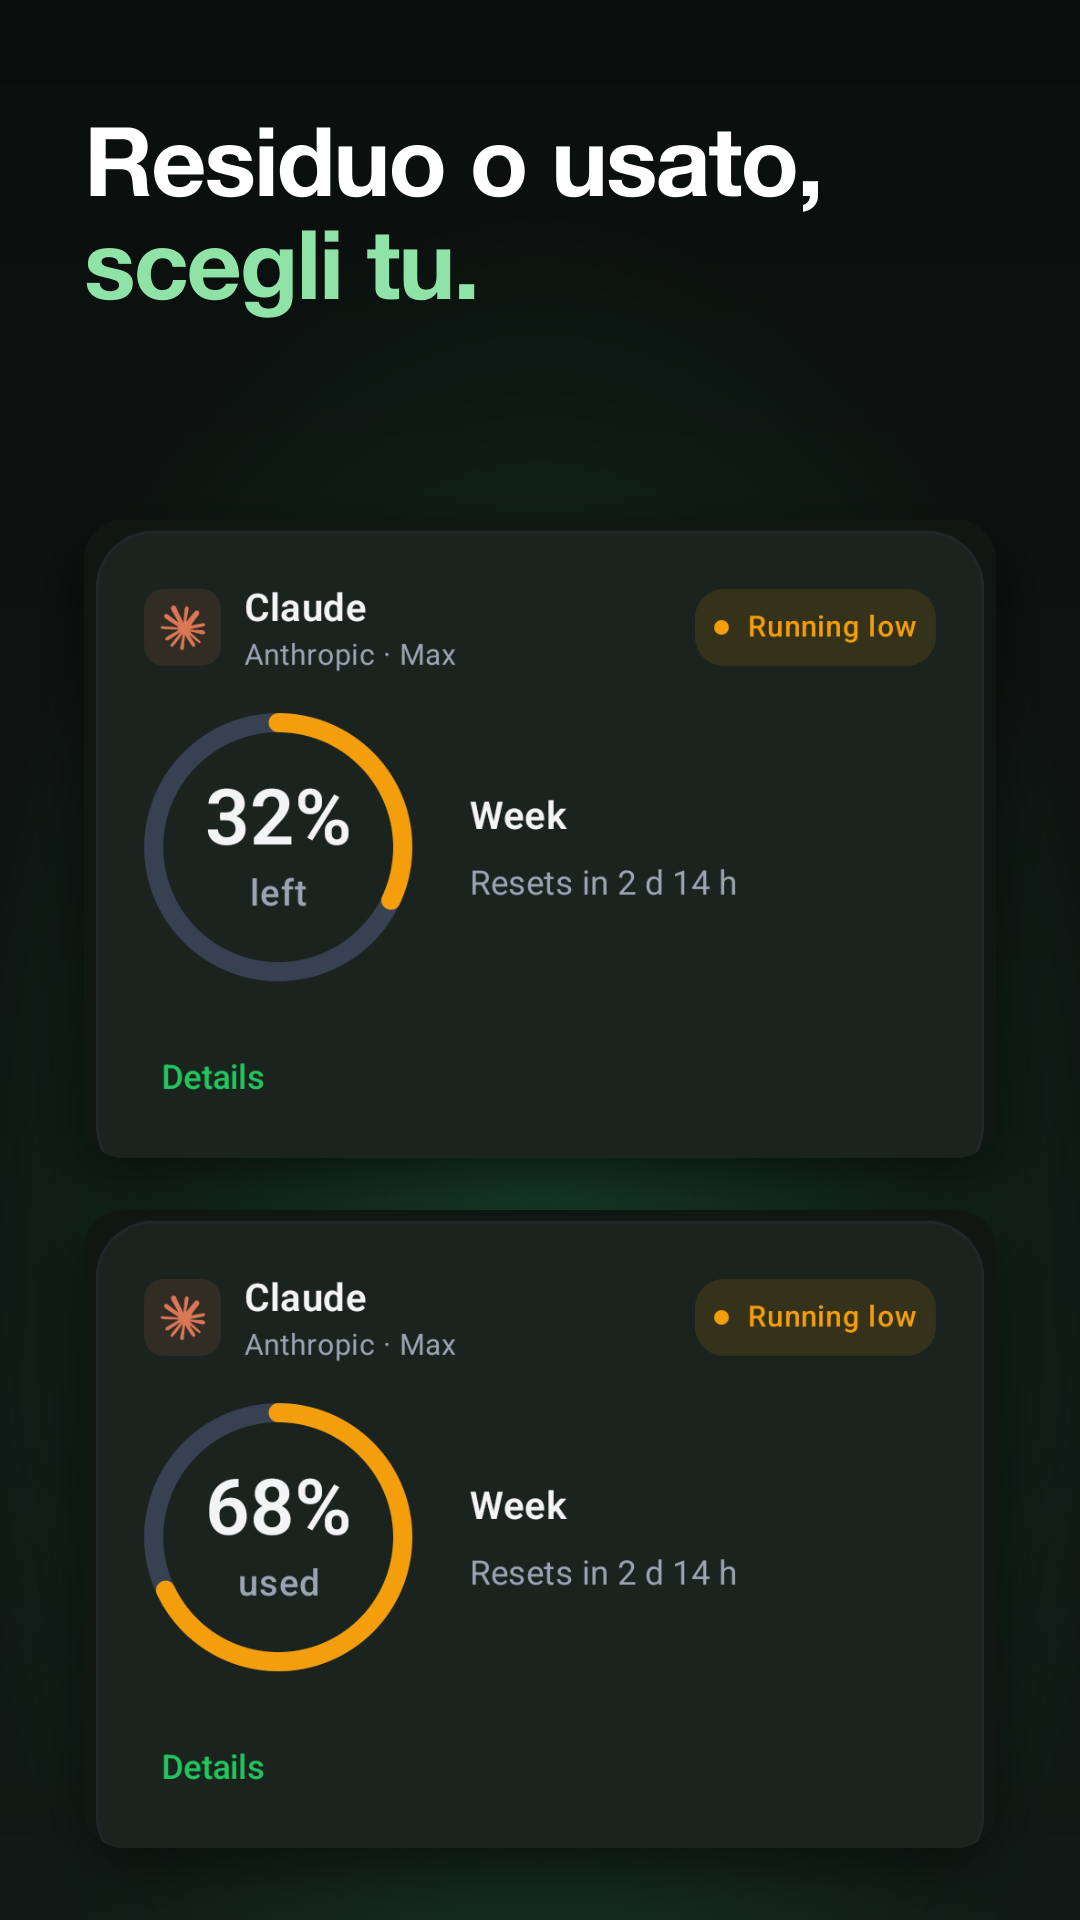 Residuo o usato,
scegli tu.
Claude
Anthropic · Max
Running low
32%
left
Week
Resets in 2 d 14 h
Details
Claude
Anthropic · Max
Running low
68%
used
Week
Resets in 2 d 14 h
Details